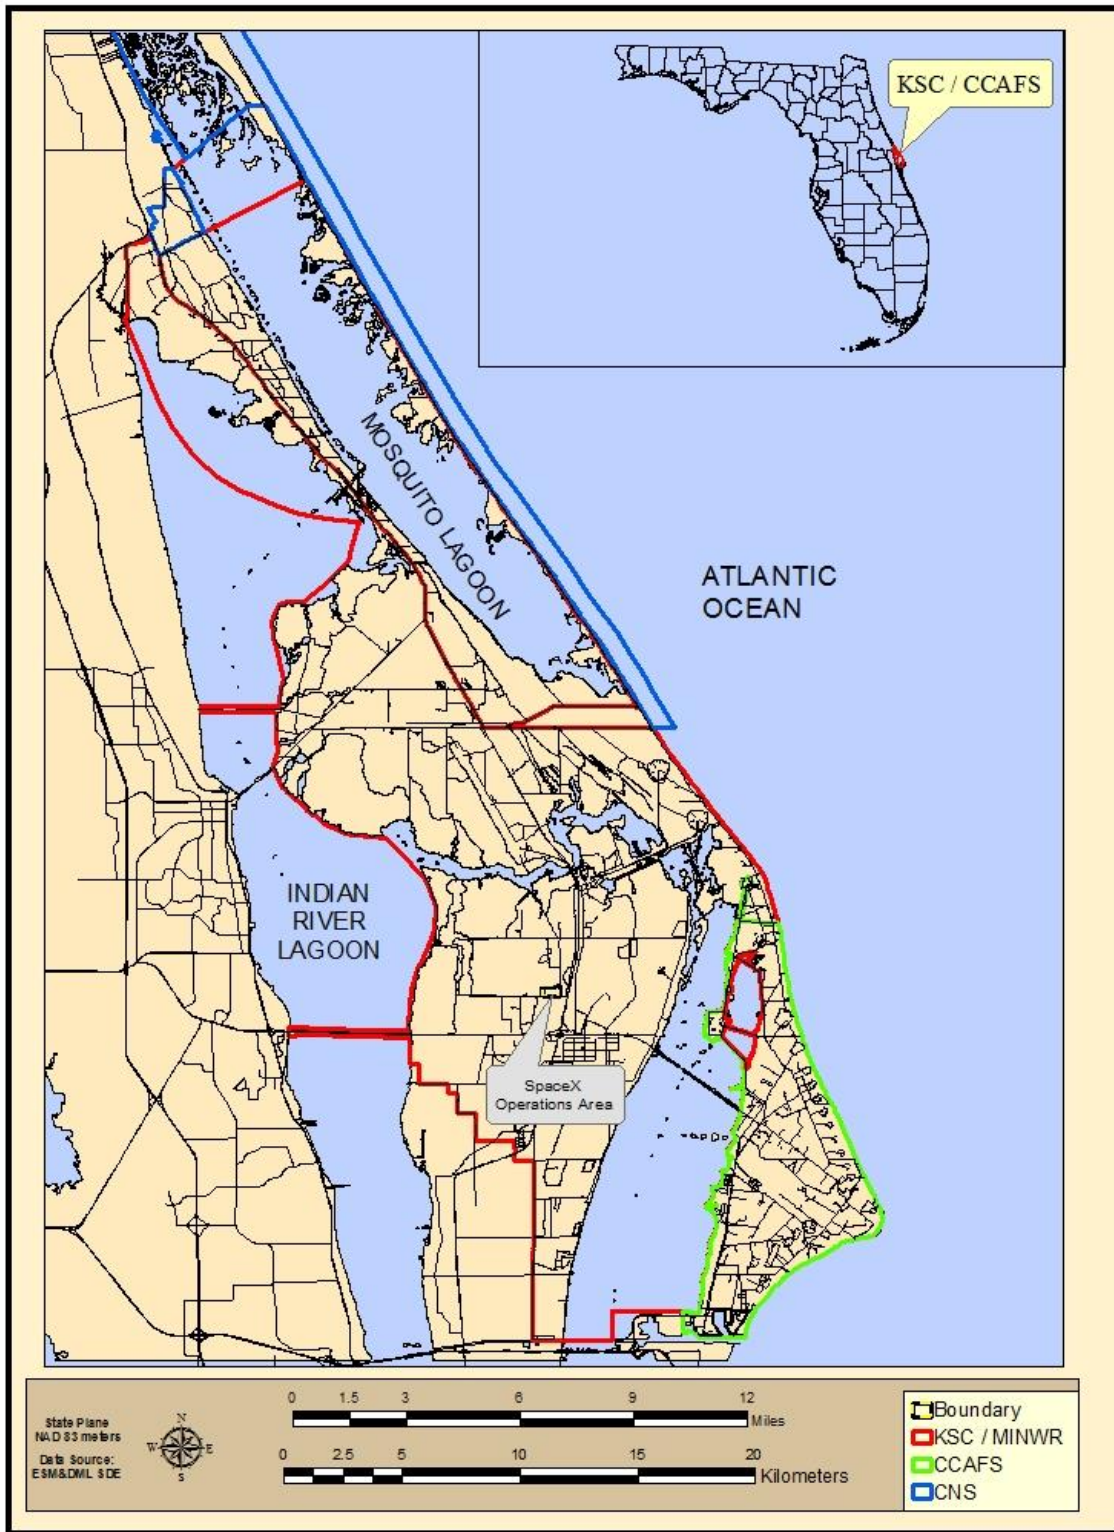 KSC / CCAFS
MOSQUITO LAGOON
ATLANTIC
OCEAN
INDIAN
RIVER
LAGOON
SpaceX
Operations Area
State Plane
NAD 83 meters
Data Source:
ESM&DML SDE
N
W E
S
0 1.5 3 6 9 12
Miles
0 2.5 5 10 15 20
Kilometers
Boundary
KSC / MINWR
CCAFS
CNS